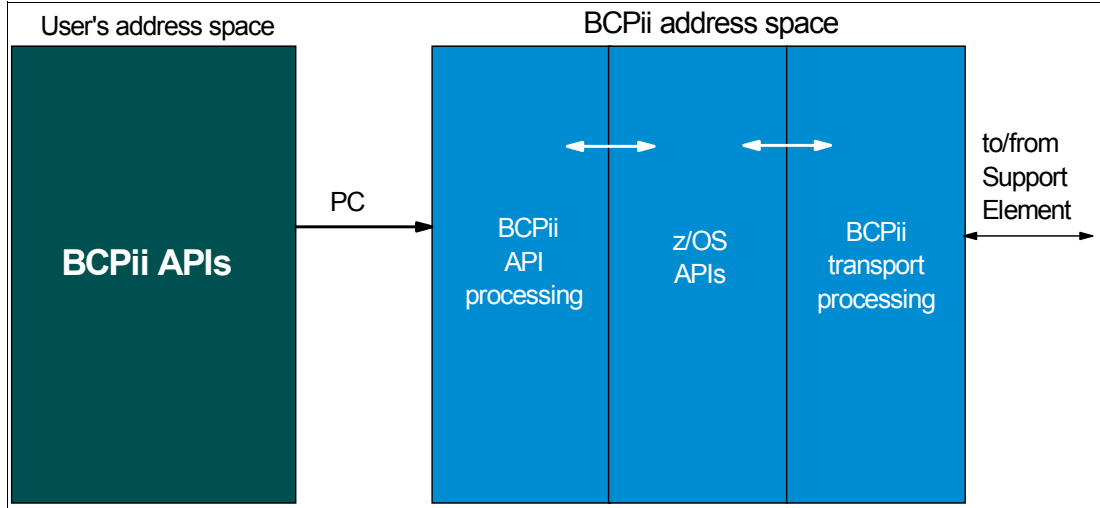 User's address space
BCPii address space
BCPii APIs
PC
BCPii
API
processing
z/OS
APIs
BCPii
transport
processing
to/from
Support
Element